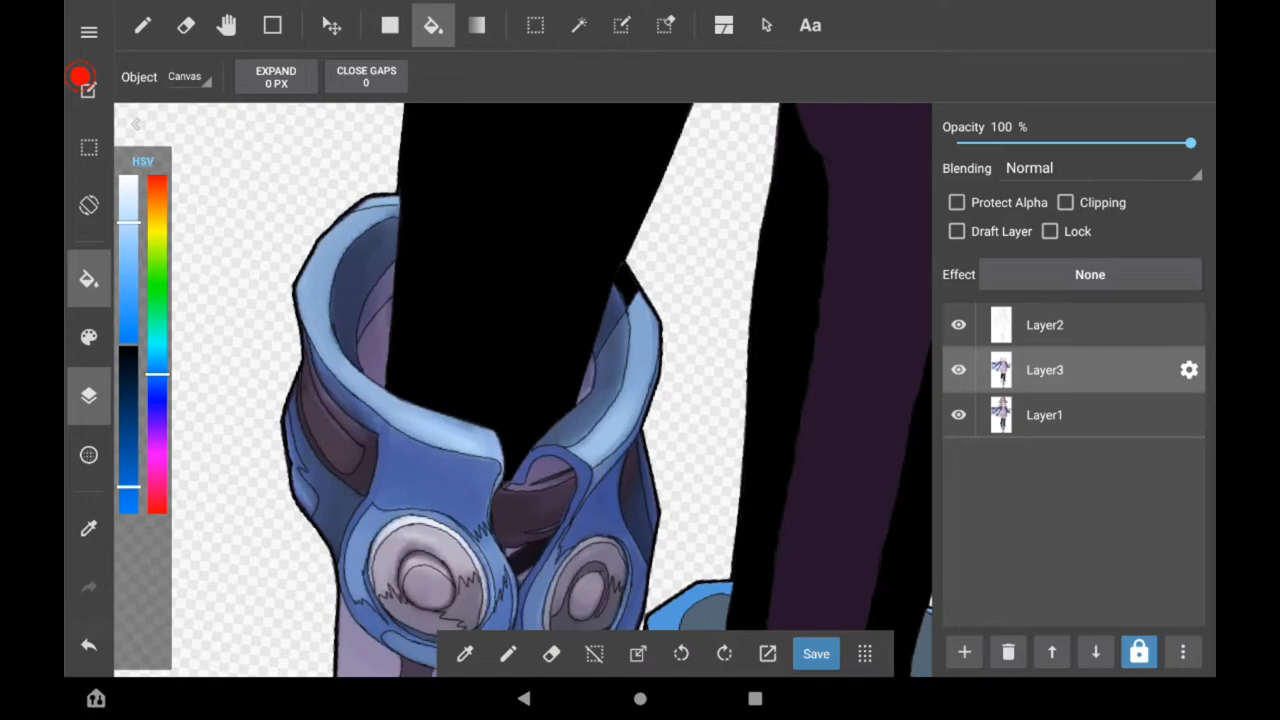 Aa
Object Canvas
EXPAND
0 PX
CLOSE GAPS
0
HSV
Opacity 100 %
Blending Normal
Protect Alpha Clipping
Draft Layer Lock
Effect None
Layer2
Layer3
Layer1
Save